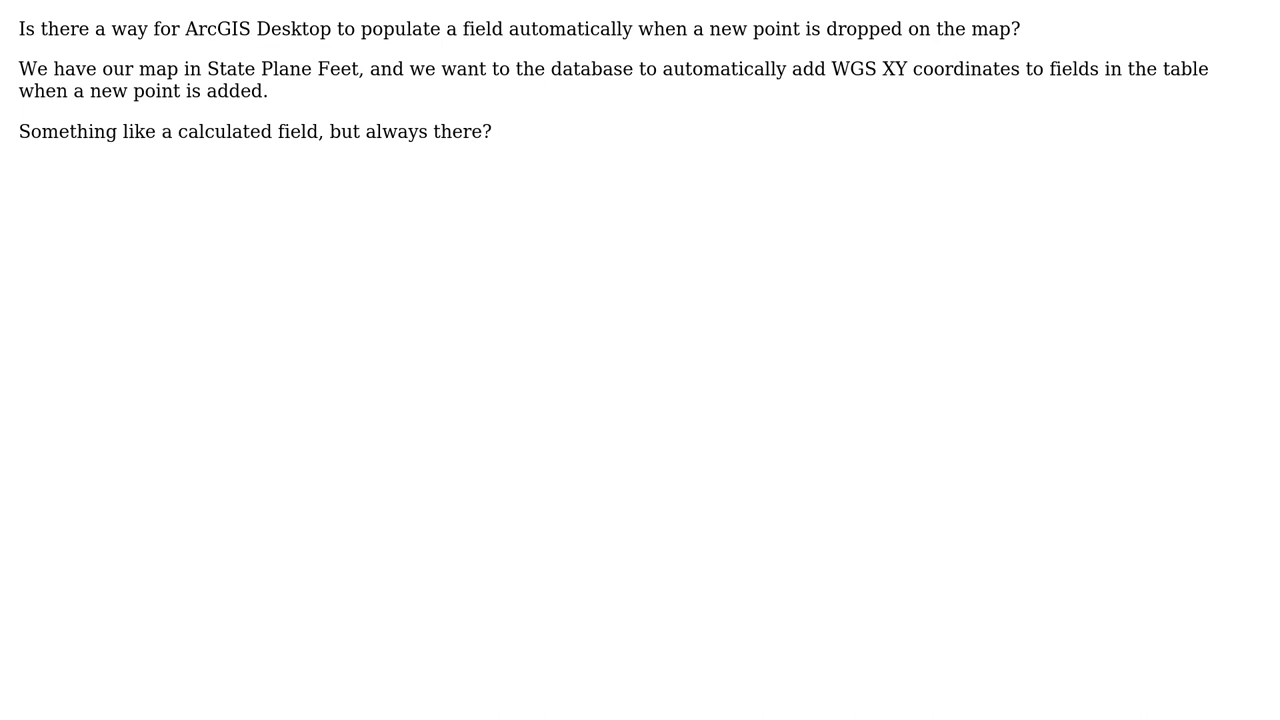 Is there a way for ArcGIS Desktop to populate a field automatically when a new point is dropped on the map?
We have our map in State Plane Feet, and we want to the database to automatically add WGS XY coordinates to fields in the table
when a new point is added.
Something like a calculated field, but always there?